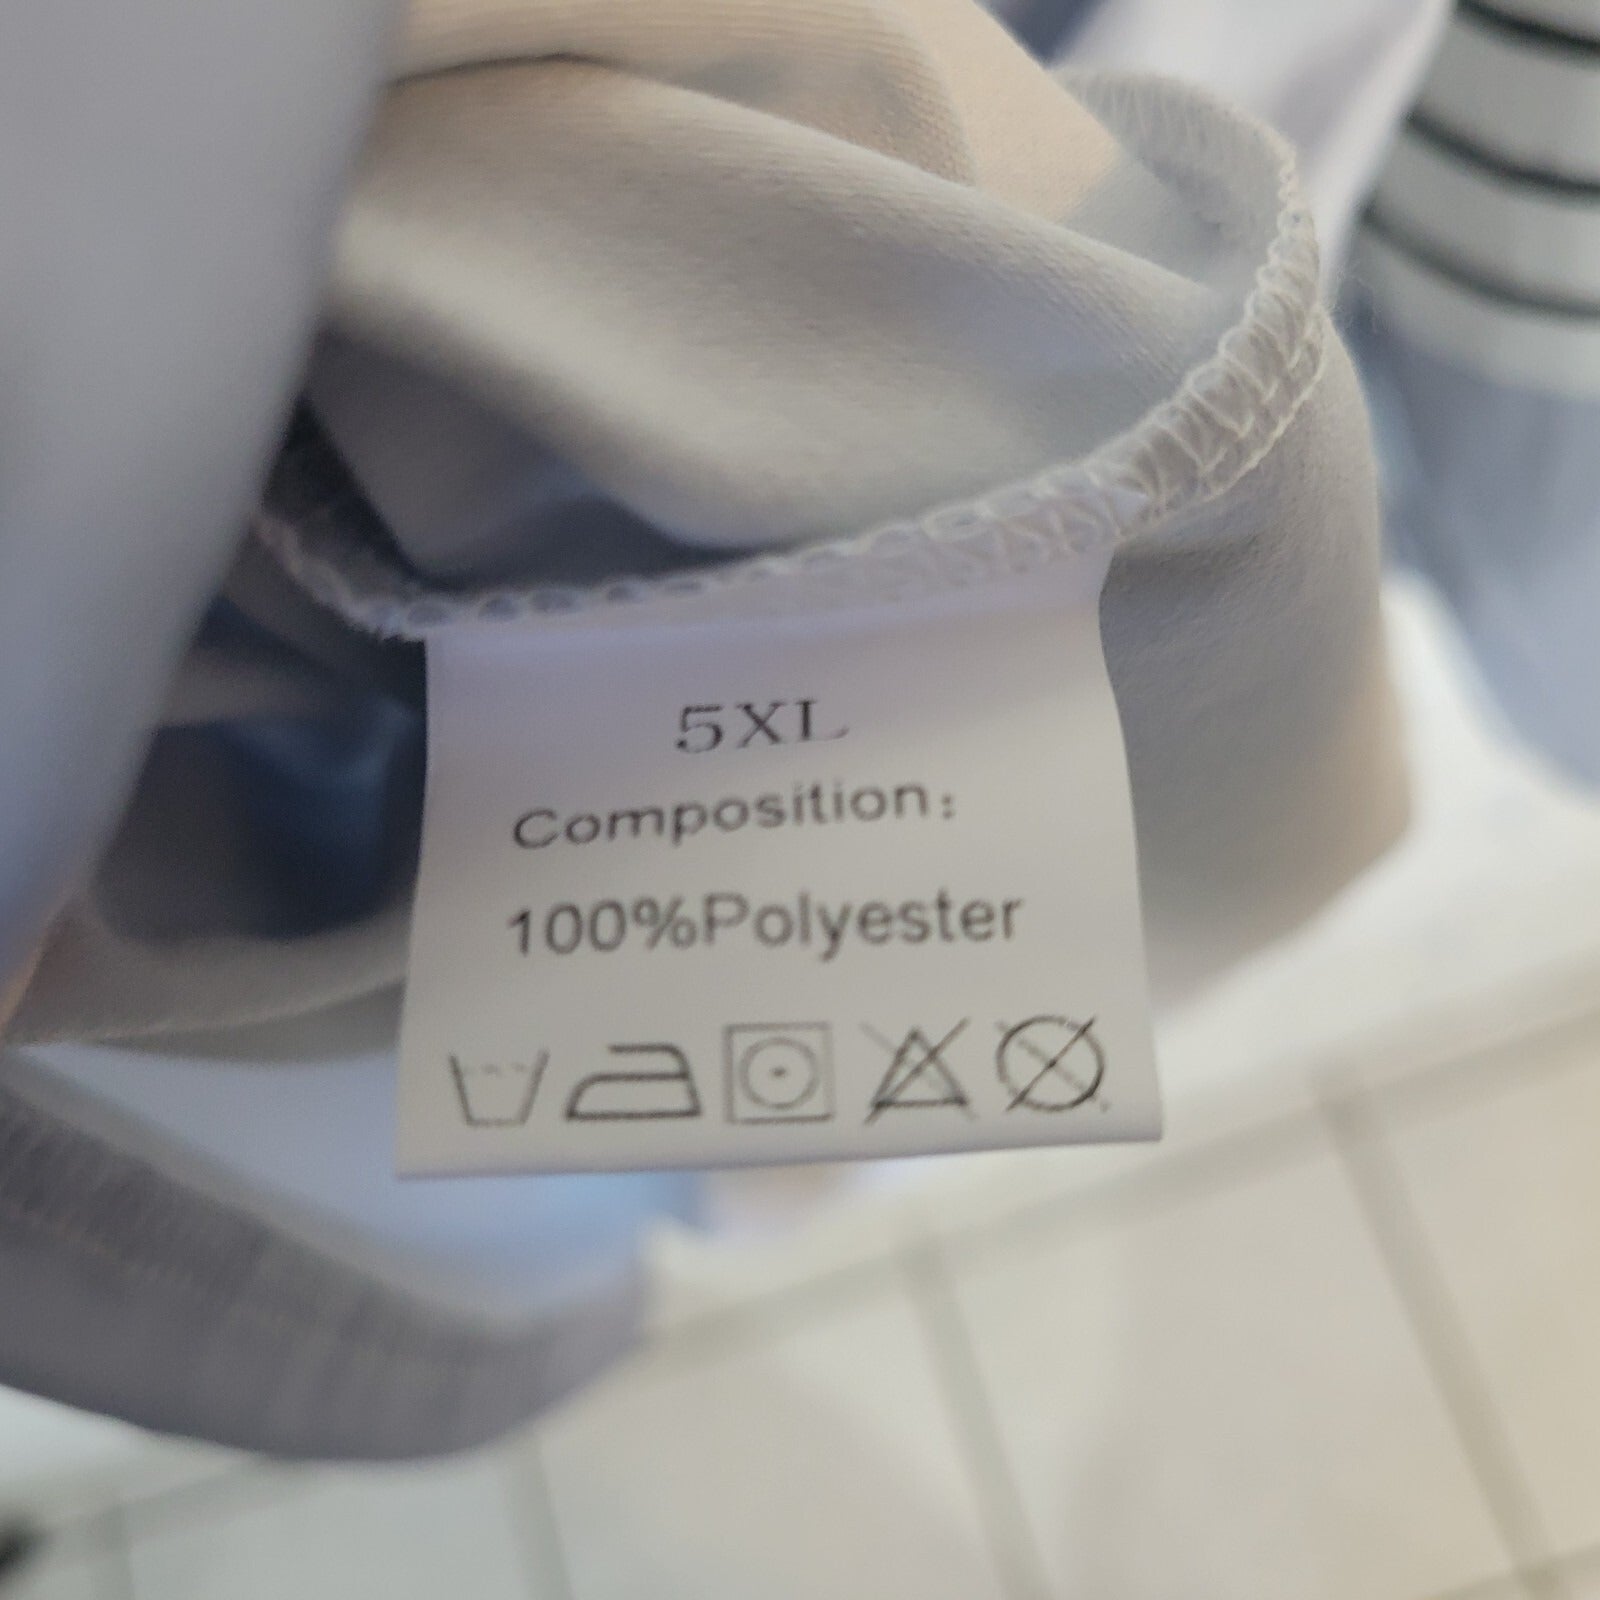 5XL
Composition:
100%Polyester